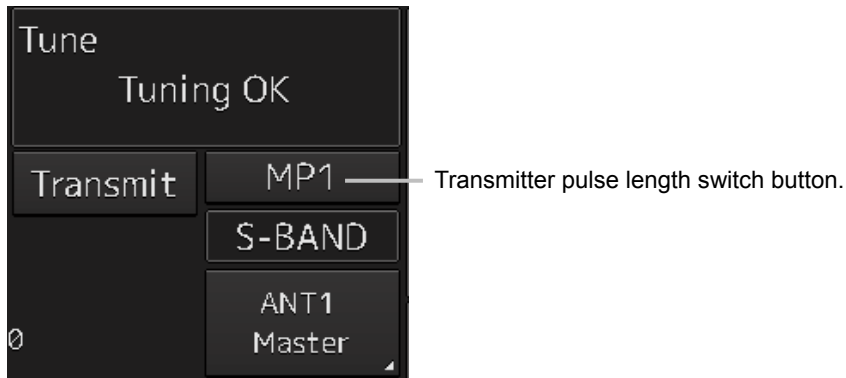 Tune
Tuning OK
Transmit
MP1
Transmitter pulse length switch button.
S-BAND
ANT1
Master
0